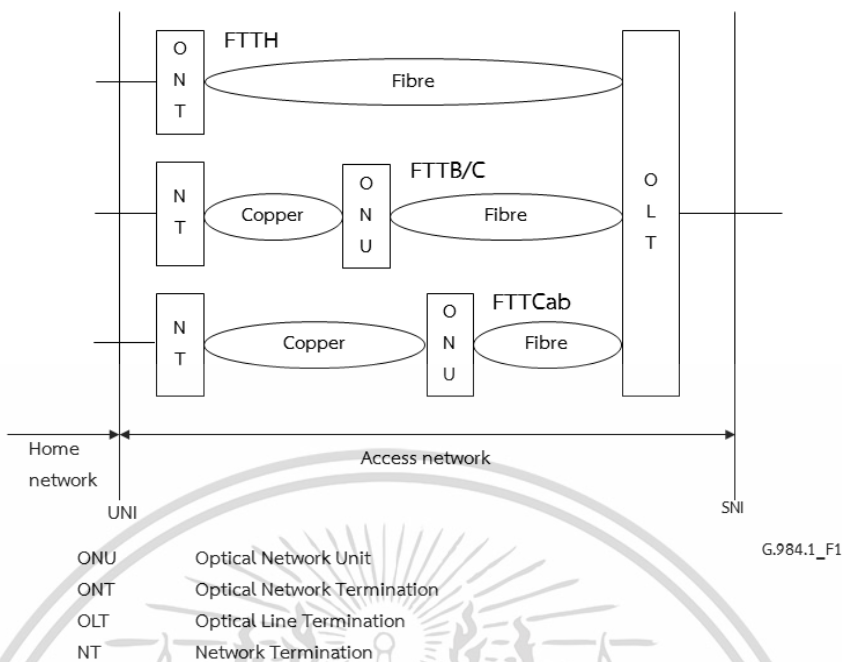 FTTH
O
N
T
Fibre
FTTB/C
N
T
Copper
O
N
U
Fibre
O
L
T
FTTCab
N
T
Copper
O
N
U
Fibre
Home
network
Access network
UNI
SNI
G.984.1_F1
ONU Optical Network Unit
ONT Optical Network Termination
OLT Optical Line Termination
NT Network Termination